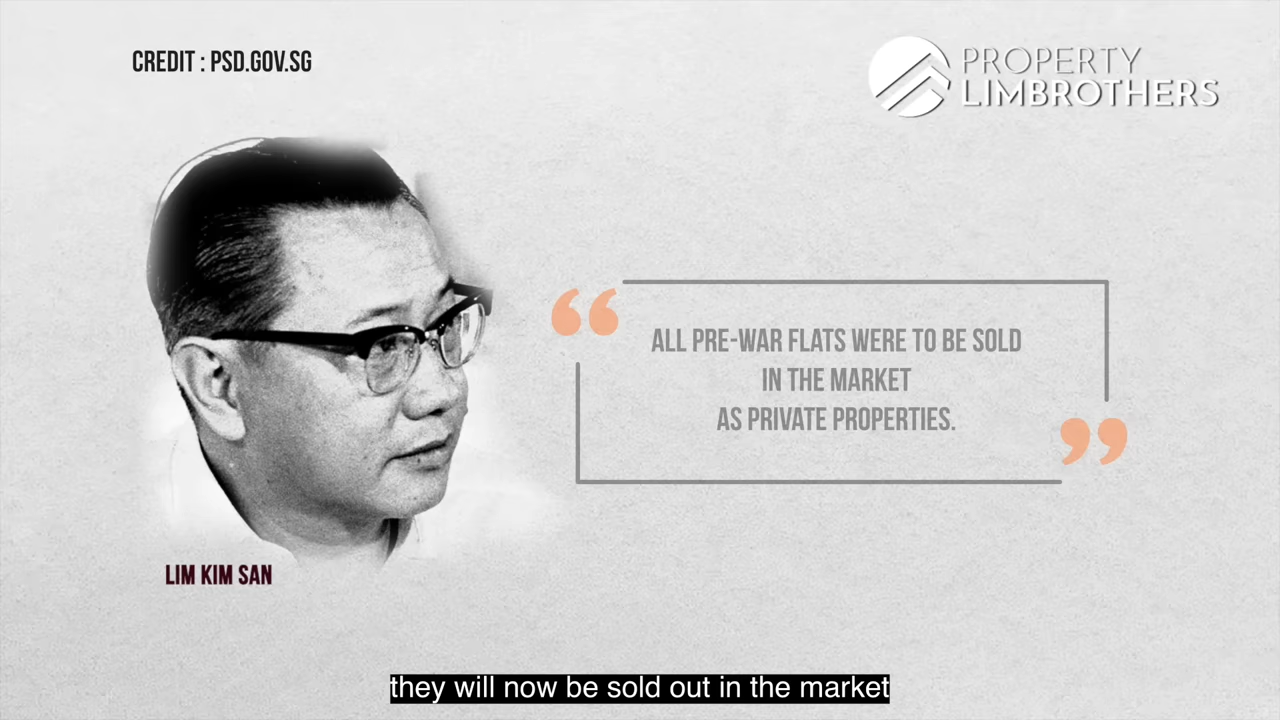 CREDIT : PSD.GOV.SG
PROPERTY
LIMBROTHERS
“ ALL PRE-WAR FLATS WERE TO BE SOLD
IN THE MARKET
AS PRIVATE PROPERTIES. ”
LIM KIM SAN
they will now be sold out in the market